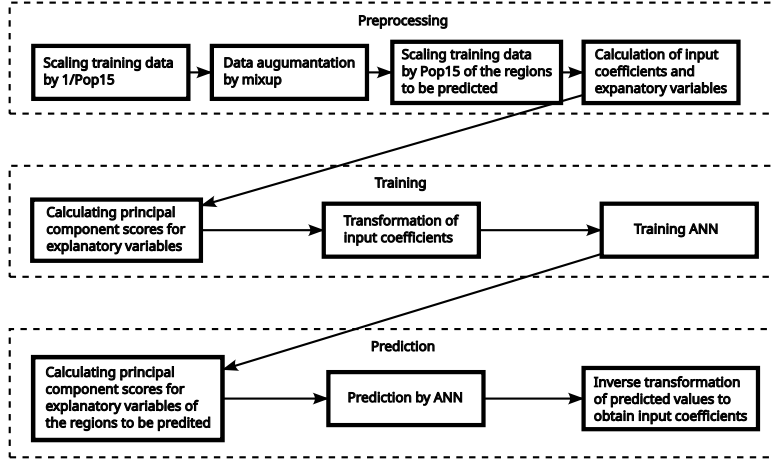 Preprocessing
Scaling training data
by 1/Pop15
Data augumantation
by mixup
Scaling training data
by Pop15 of the regions
to be predicted
Calculation of input
coefficients and
expanatory variables
Training
Calculating principal
component scores for
explanatory variables
Transformation of
input coefficients
Training ANN
Prediction
Calculating principal
component scores for
explanatory variables of
the regions to be predited
Prediction by ANN
Inverse transformation
of predicted values to
obtain input coefficients